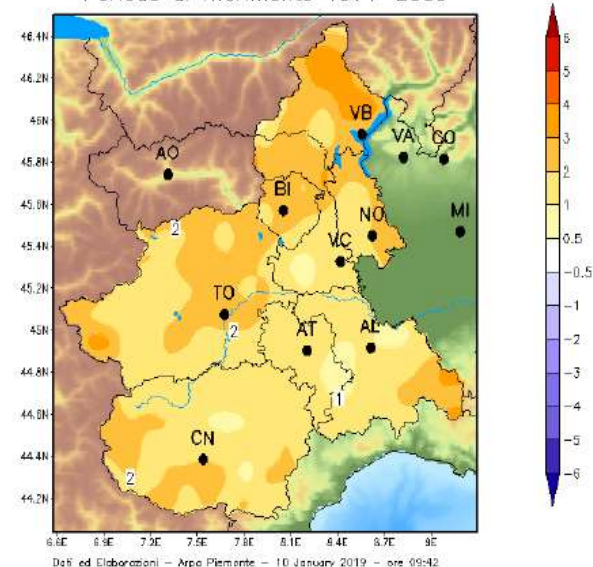 46.4N
46.2N
46N
45.8N
45.6N
45.4N
45.2N
45N
44.8N
44.6N
44.4N
44.2N
VB
VA
CO
AO
BI
2
NO
MI
VC
TO
2
AT
AL
1
CN
2
6.6E 6.9E 7.2E 7.5E 7.8E 8.1E 8.4E 8.7E 9E
6
5
4
3
2
1
0.5
-0.5
-1
-2
-3
-4
-5
-6
Dati ed Elaborazioni - Arpa Piemonte - 10 January 2019 - ore 09:42